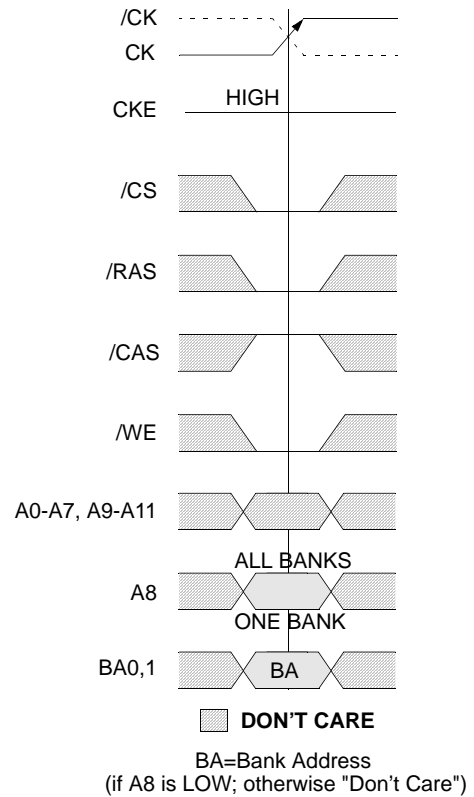 /CK
CK
CKE
HIGH
/CS
/RAS
/CAS
/WE
A0-A7, A9-A11
ALL BANKS
A8
ONE BANK
BA0,1
BA
DON'T CARE
BA=Bank Address
(if A8 is LOW; otherwise "Don't Care")